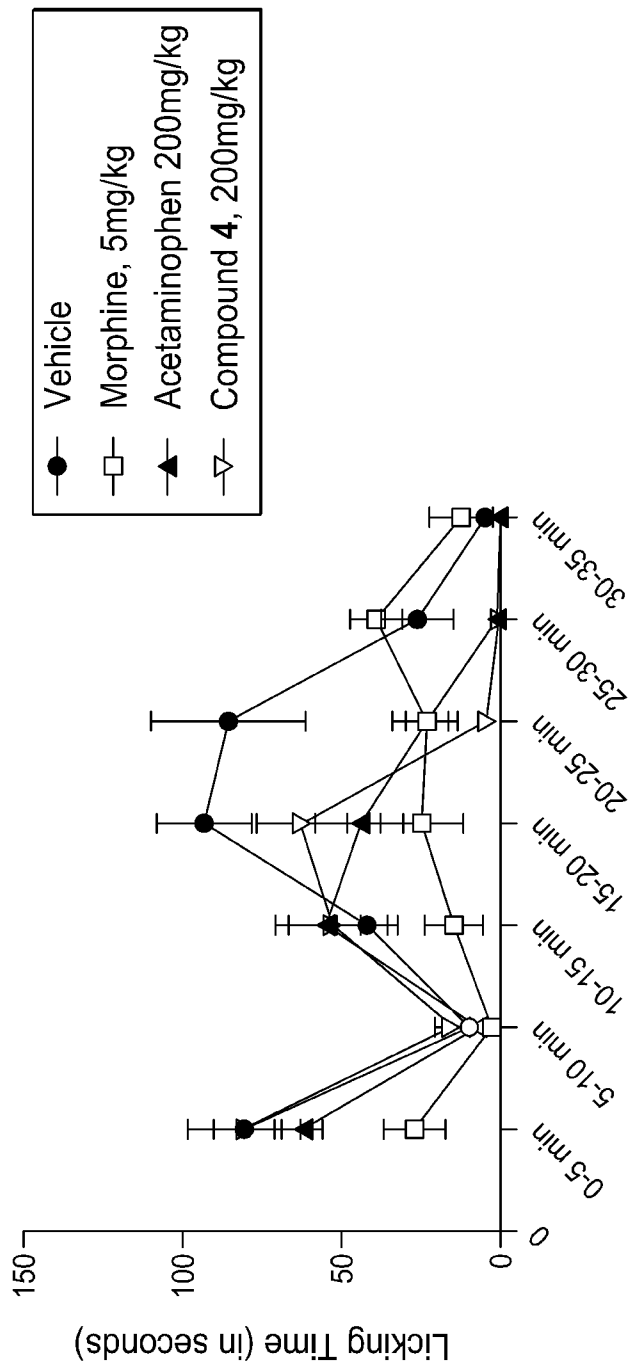 Vehicle
Morphine, 5mg/kg
Acetaminophen 200mg/kg
Compound 4, 200mg/kg
Licking Time (in seconds)
150
100
50
0
0
0-5 min
5-10 min
10-15 min
15-20 min
20-25 min
25-30 min
30-35 min